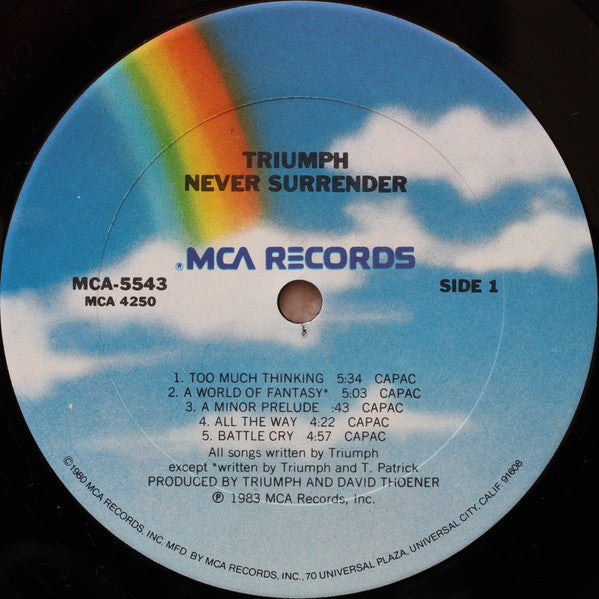 TRIUMPH
NEVER SURRENDER
®MCA RECORDS
MCA-5543
MCA 4250
SIDE 1
1. TOO MUCH THINKING 5:34 CAPAC
2. A WORLD OF FANTASY* 5:03 CAPAC
3. A MINOR PRELUDE :43 CAPAC
4. ALL THE WAY 4:22 CAPAC
5. BATTLE CRY 4:57 CAPAC
All songs written by Triumph
except *written by Triumph and T. Patrick
PRODUCED BY TRIUMPH AND DAVID THOENER
℗ 1983 MCA Records, Inc.
©1980 MCA RECORDS, INC. MFD. BY MCA RECORDS, INC., 70 UNIVERSAL PLAZA, UNIVERSAL CITY, CALIF. 91608